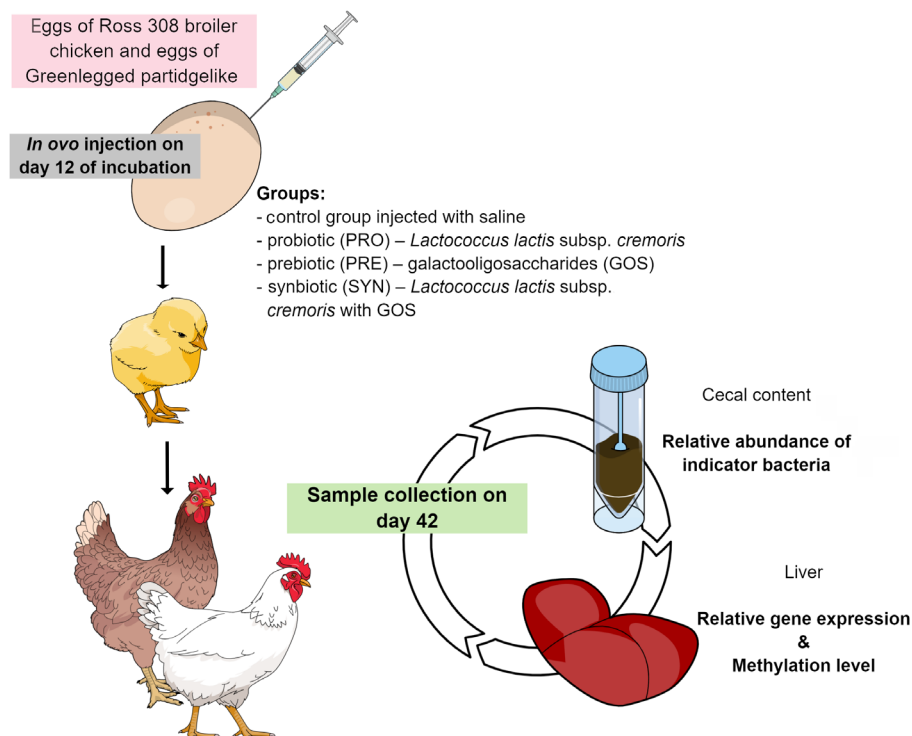 Eggs of Ross 308 broiler
chicken and eggs of
Greenlegged partidgelike
In ovo injection on
day 12 of incubation
Groups:
- control group injected with saline
- probiotic (PRO) – Lactococcus lactis subsp. cremoris
- prebiotic (PRE) – galactooligosaccharides (GOS)
- synbiotic (SYN) – Lactococcus lactis subsp.
cremoris with GOS
Cecal content
Relative abundance of
indicator bacteria
Sample collection on
day 42
Liver
Relative gene expression
&
Methylation level